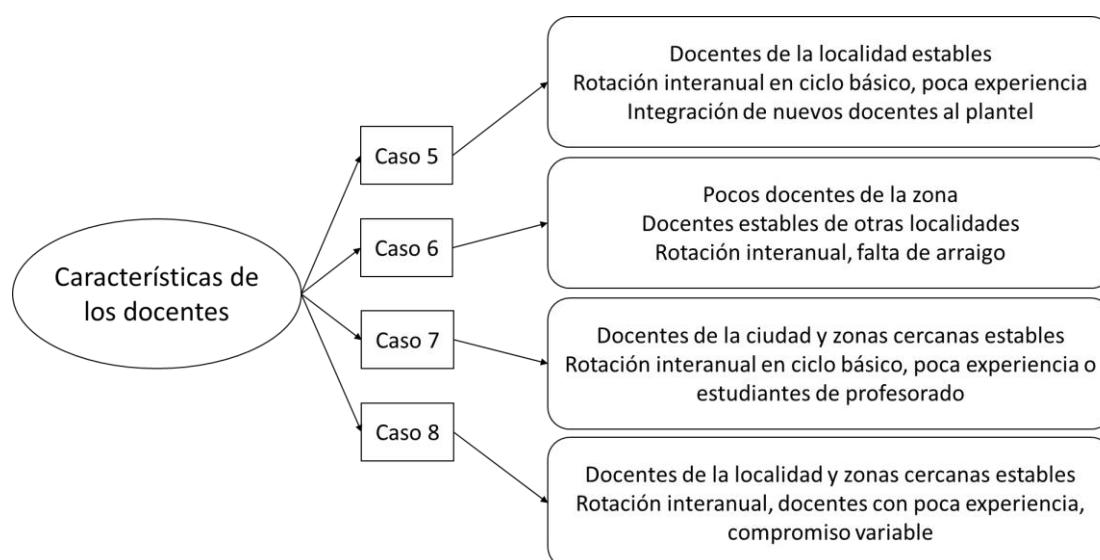 Características de
los docentes
Caso 5
Docentes de la localidad estables
Rotación interanual en ciclo básico, poca experiencia
Integración de nuevos docentes al plantel
Caso 6
Pocos docentes de la zona
Docentes estables de otras localidades
Rotación interanual, falta de arraigo
Caso 7
Docentes de la ciudad y zonas cercanas estables
Rotación interanual en ciclo básico, poca experiencia o
estudiantes de profesorado
Caso 8
Docentes de la localidad y zonas cercanas estables
Rotación interanual, docentes con poca experiencia,
compromiso variable